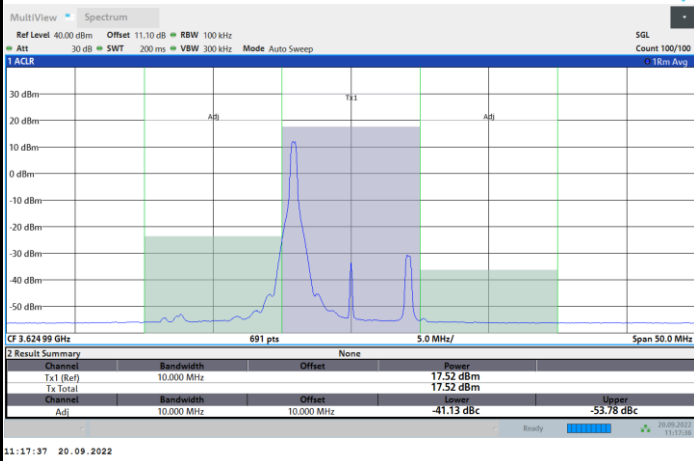 MultiView Spectrum
Ref Level 40.00 dBm Offset 11.10 dB RBW 100 kHz SGL
Att 30 dB SWT 200 ms VBW 300 kHz Mode Auto Sweep Count 100/100
1 ACLR 1Rm Avg
Tx1
30 dBm
Adj Adj
20 dBm
10 dBm
0 dBm
-10 dBm
-20 dBm
-30 dBm
-40 dBm
-50 dBm
CF 3.624 99 GHz 691 pts 5.0 MHz/ Span 50.0 MHz
2 Result Summary None
Channel Bandwidth Offset Power
Tx1 (Ref) 10.000 MHz 17.52 dBm
Tx Total 17.52 dBm
Channel Bandwidth Offset Lower Upper
Adj 10.000 MHz 10.000 MHz -41.13 dBc -53.78 dBc
Ready 20.09.2022
11:17:36
11:17:37 20.09.2022